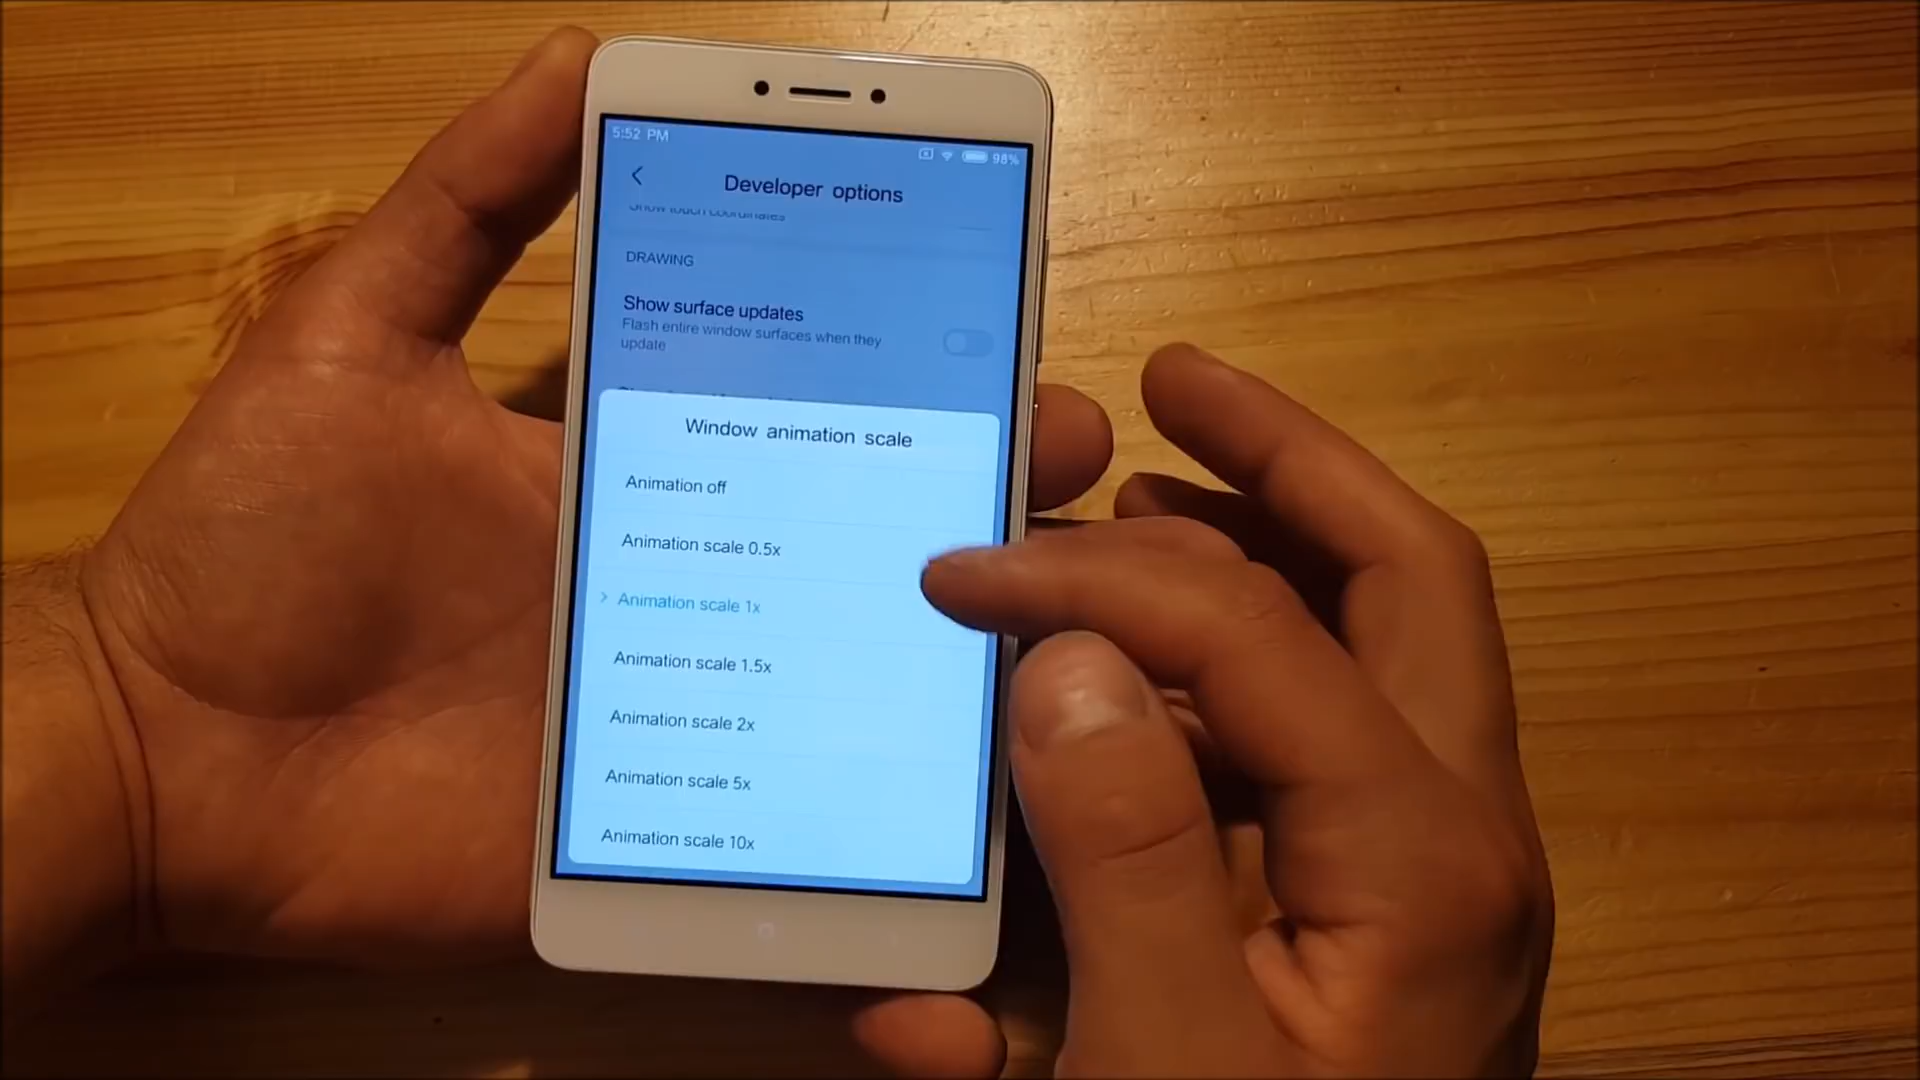 5:52 PM
98%
Developer options
Show touch coordinates
DRAWING
Show surface updates
Flash entire window surfaces when they
update
Window animation scale
Animation off
Animation scale 0.5x
Animation scale 1x
Animation scale 1.5x
Animation scale 2x
Animation scale 5x
Animation scale 10x